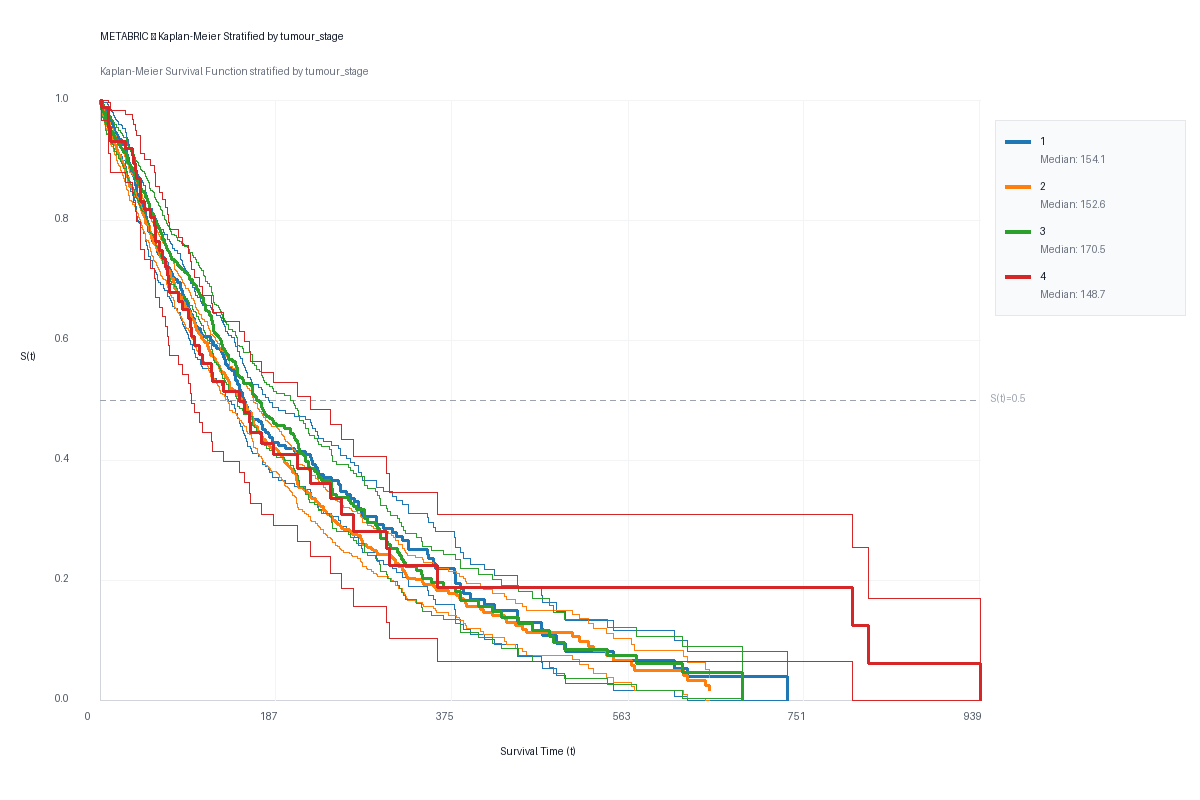 METABRIC □ Kaplan-Meier Stratified by tumour_stage
Kaplan-Meier Survival Function stratified by tumour_stage
1.0
0.8
0.6
S(t)
0.4
0.2
0.0
0
187
375
563
751
939
Survival Time (t)
S(t)=0.5
1
Median: 154.1
2
Median: 152.6
3
Median: 170.5
4
Median: 148.7